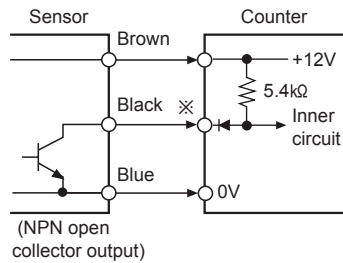 Sensor
Counter
Brown
+12V
5.4kΩ
Black ※
Inner
circuit
Blue
0V
(NPN open
collector output)